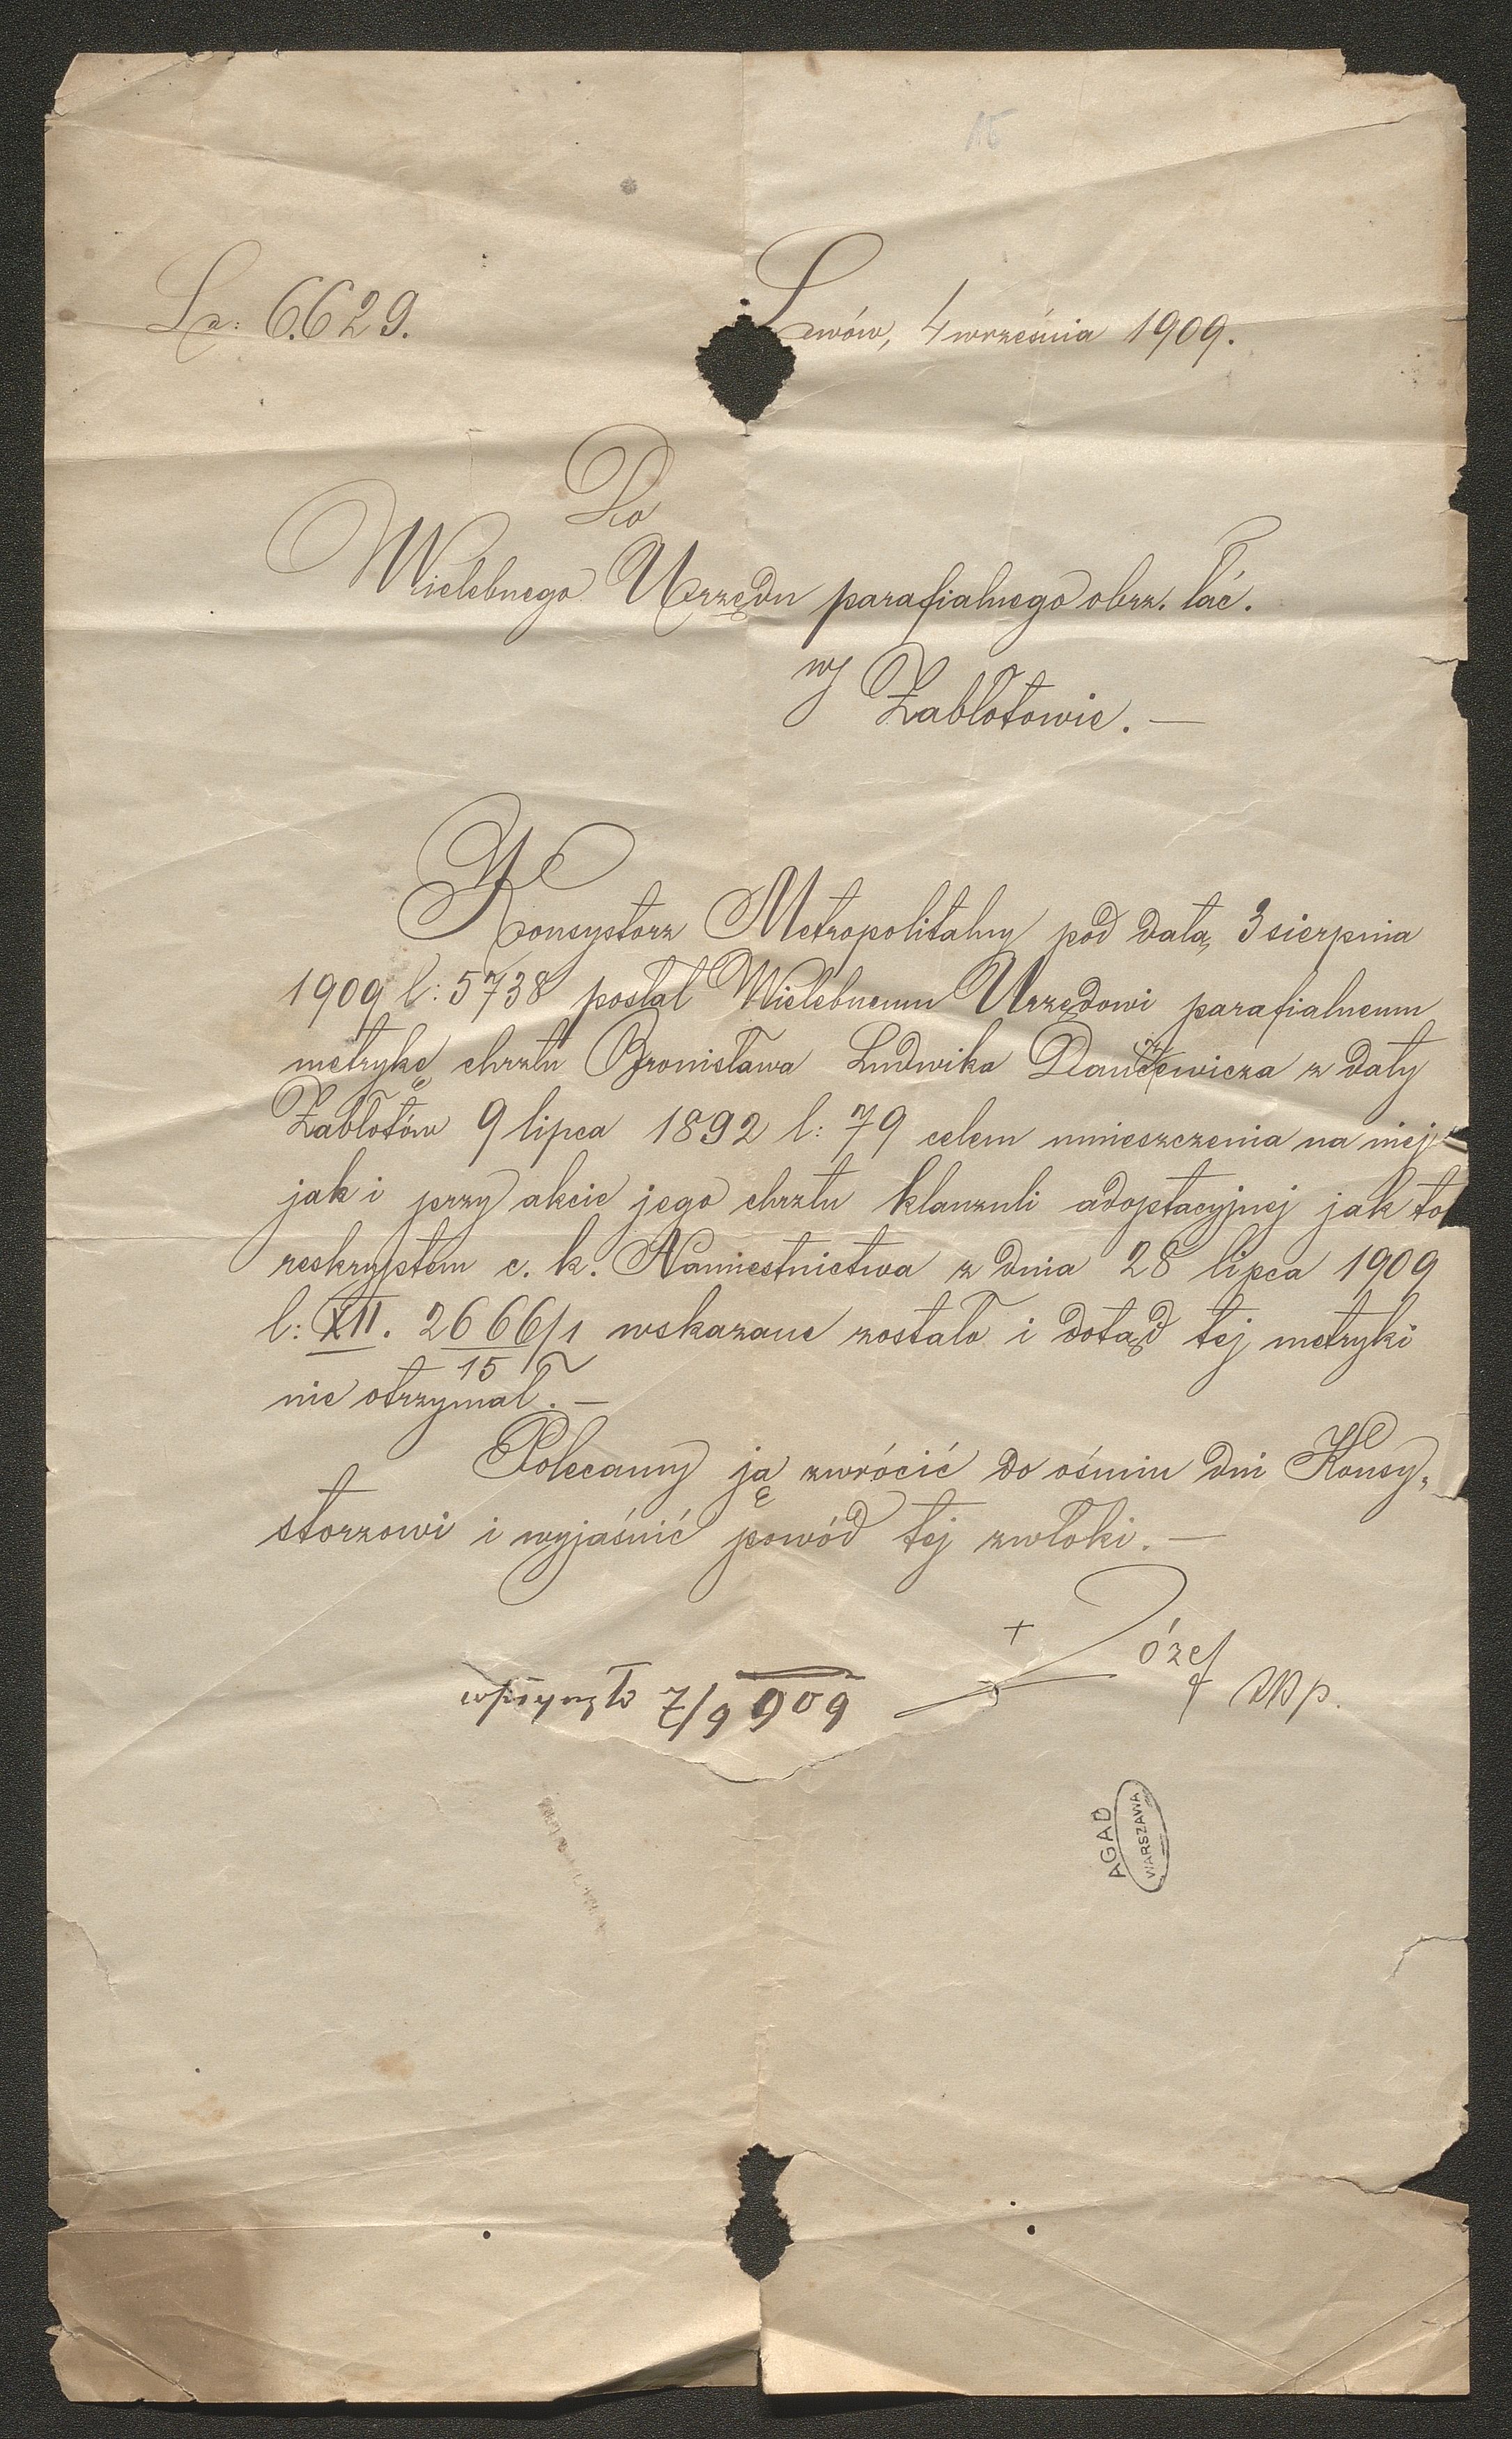 15
L: 6629.
Lwów, 4 września 1909.
Do
Wielebnego Urzędu parafialnego obrz. łać.
w
Zabłotowie. —
Konsystorz Metropolitalny pod datą 3 sierpnia
1909 l: 5738 posłał Wielebnemu Urzędowi parafialnemu
metrykę chrztu Bronisława Ludwika z daty
Zabłotów 9 lipca 1892 l: 79 celem umieszczenia na niej
jak i przy akcie jego chrztu klauzuli adoptacyjnej jak to
reskryptem c. k. Namiestnictwa z dnia 28 lipca 1909
l: XII. 2666/1 wskazane zostało i dotąd tej metryki
15
nie otrzymał. —
Polecamy ją zwrócić do ośmiu dni Konsy„
storzowi i wyjaśnić powód tej zwłoki. —
+ Józef
mp.
wpłynęło 7/9 909
AGAD
WARSZAWA